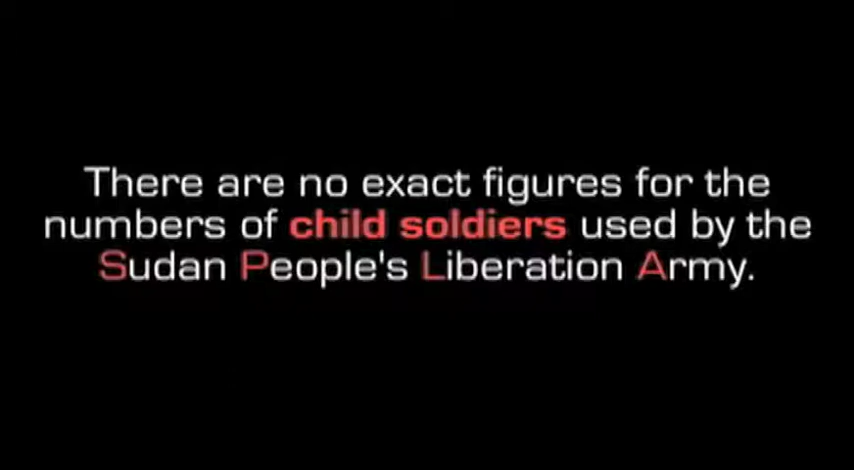 There are no exact figures for the
numbers of child soldiers used by the
Sudan People's Liberation Army.